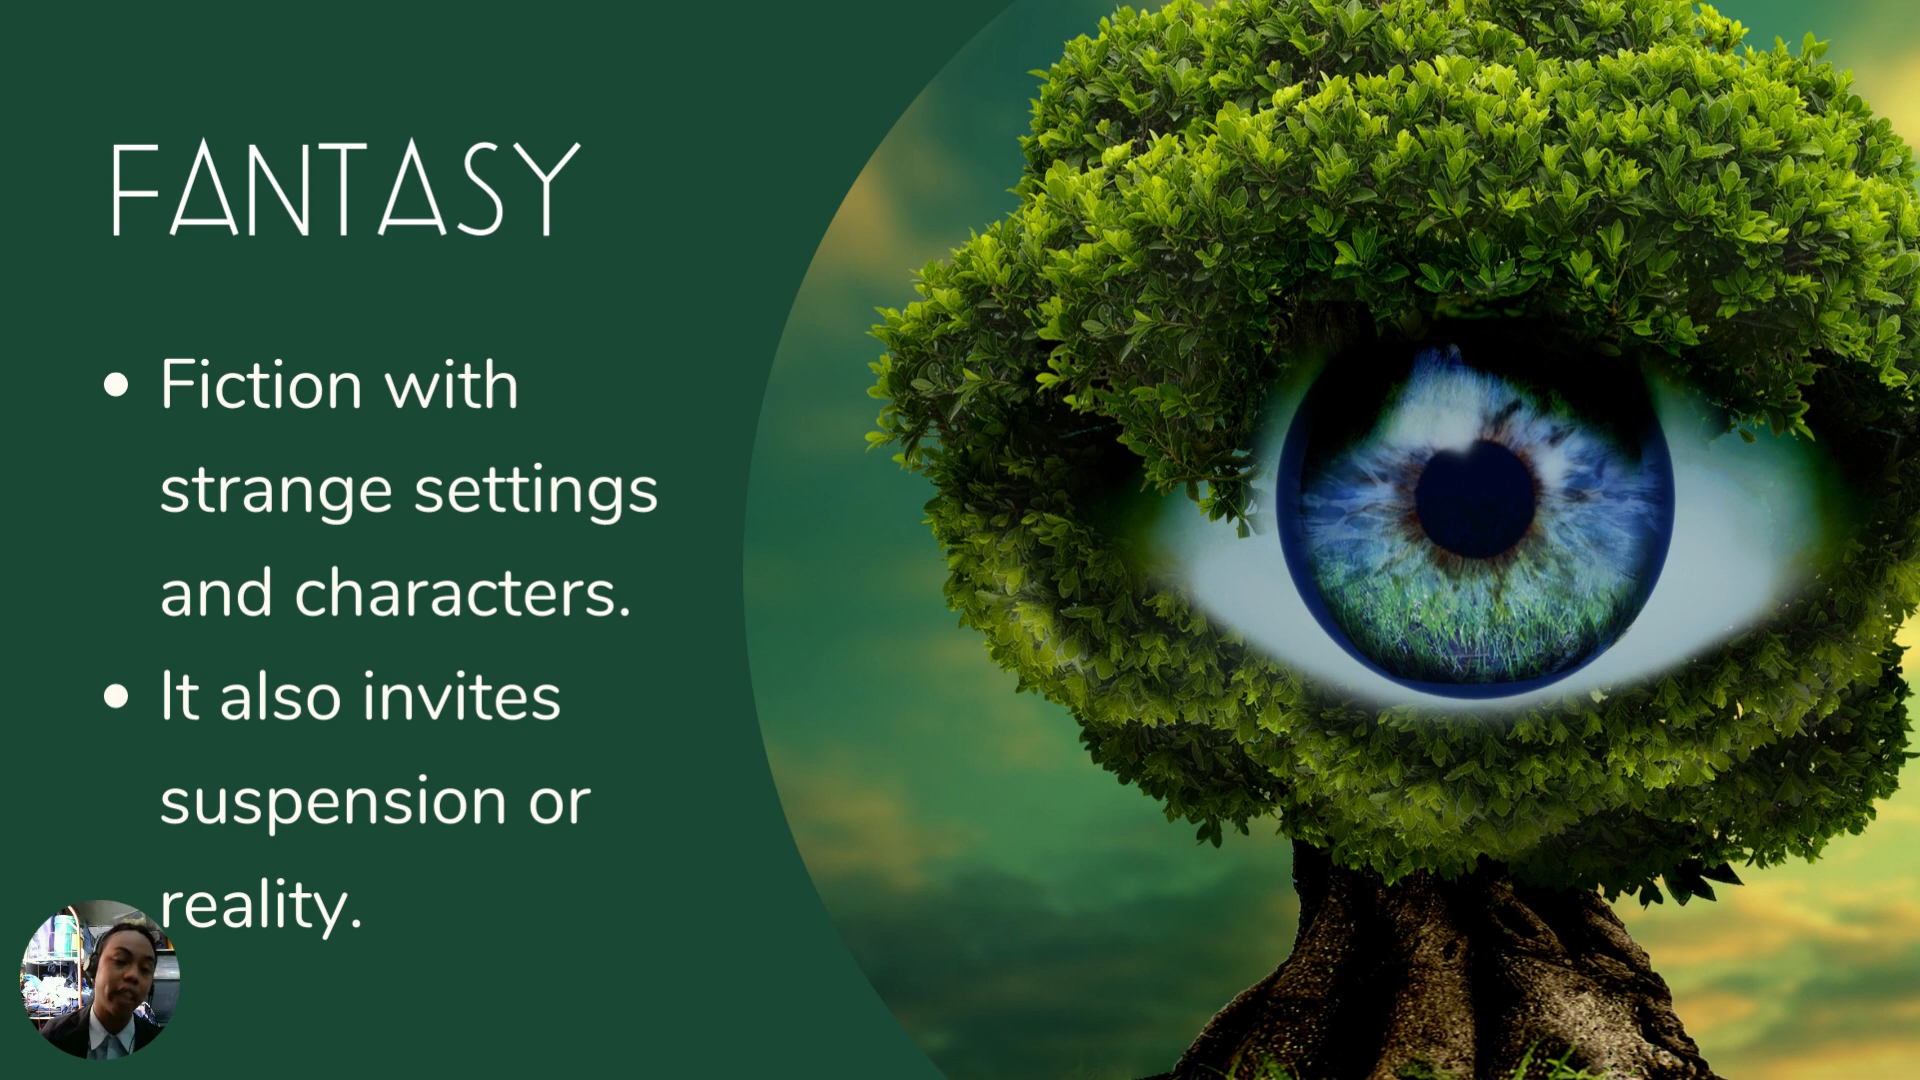 FANTASY
• Fiction with
strange settings
and characters.
• It also invites
suspension or
reality.